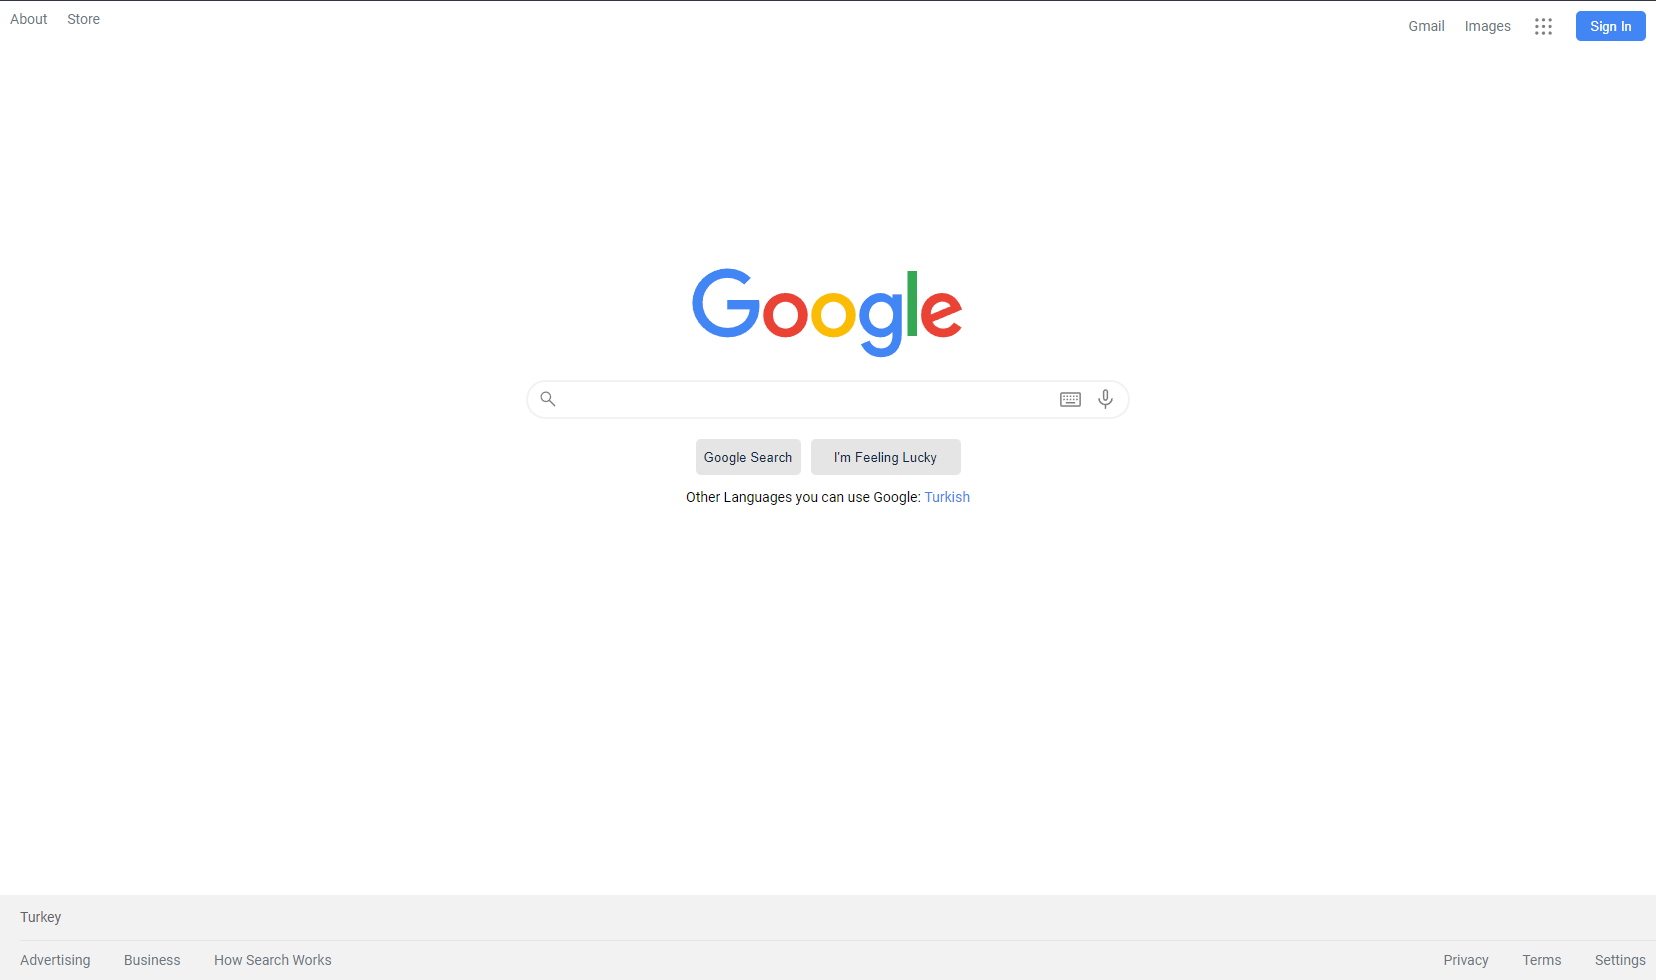 About Store
Gmail Images Sign In
Google
Google Search I'm Feeling Lucky
Other Languages you can use Google: Turkish
Turkey
Advertising Business How Search Works
Privacy Terms Settings